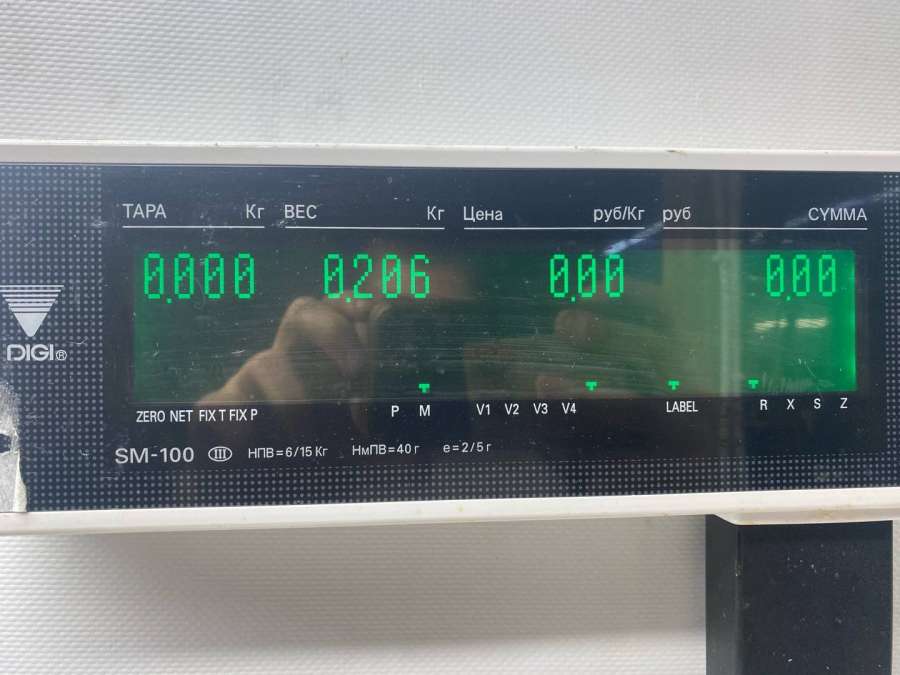 ТАРА Кг ВЕС Кг Цена руб/Кг руб СУММА
0.000 0.206 0.00 0.00
DIGI®
ZERO NET FIX T FIX P P M V1 V2 V3 V4 LABEL R X S Z
SM-100 III НПВ=6/15 Кг НмПВ=40 г е=2/5 г